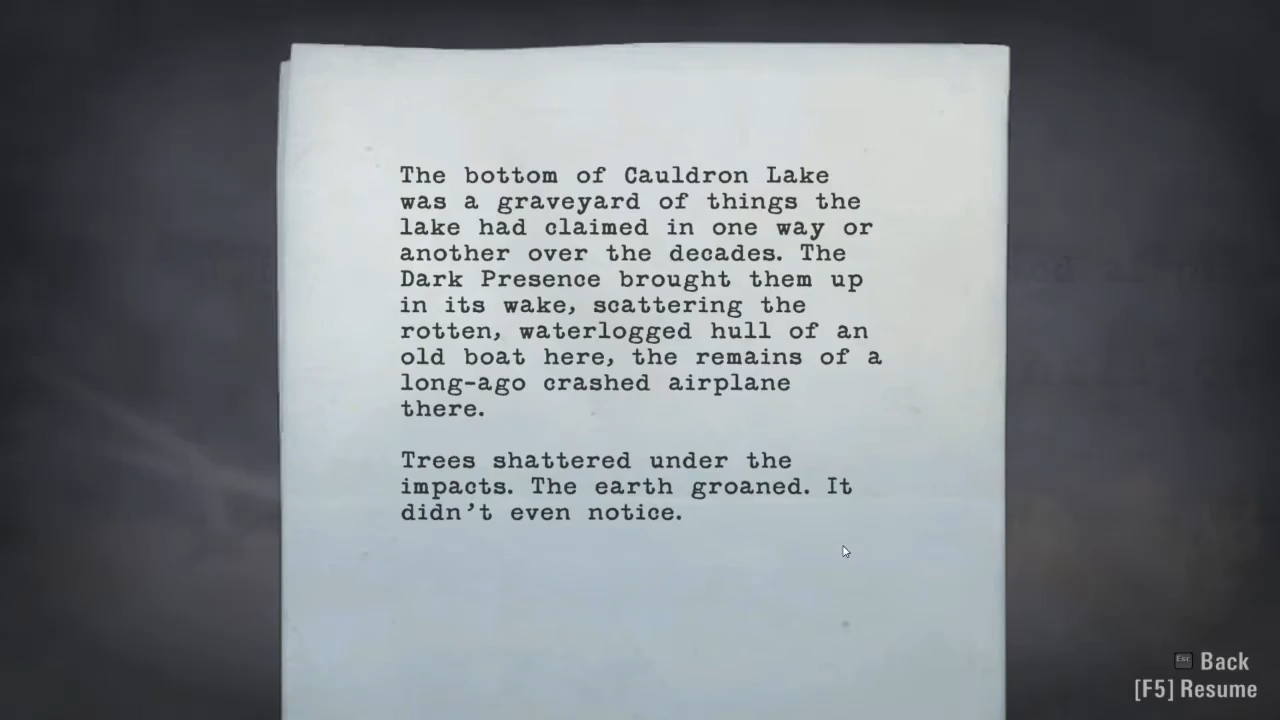 The bottom of Cauldron Lake
was a graveyard of things the
lake had claimed in one way or
another over the decades. The
Dark Presence brought them up
in its wake, scattering the
rotten, waterlogged hull of an
old boat here, the remains of a
long-ago crashed airplane
there.
Trees shattered under the
impacts. The earth groaned. It
didn't even notice.
Esc Back
[F5] Resume